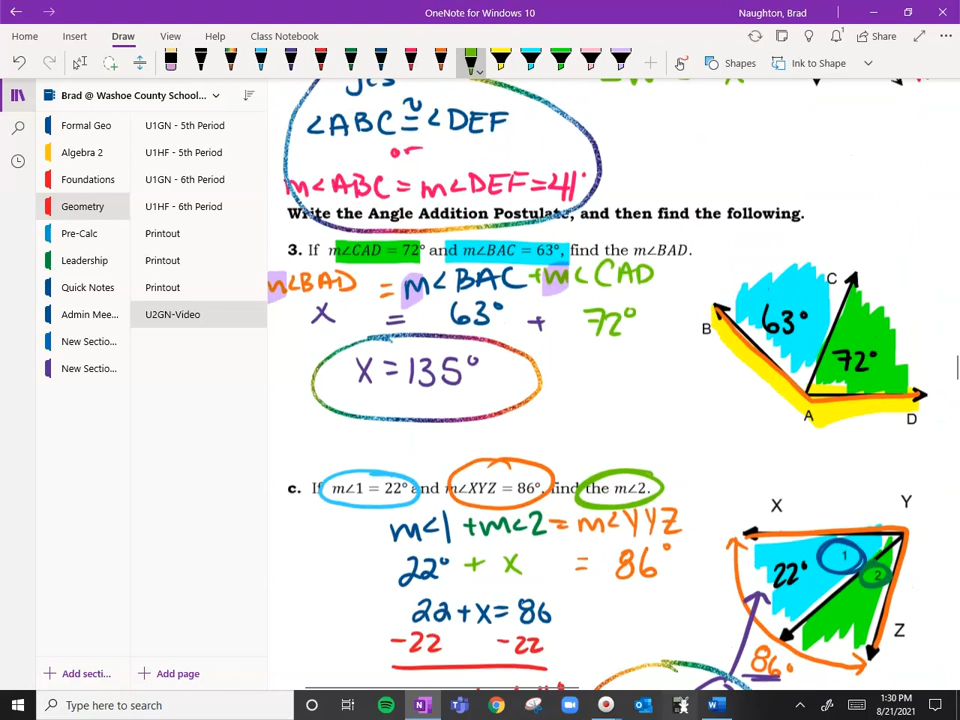 OneNote for Windows 10
Naughton, Brad
Home Insert Draw View Help Class Notebook
Share
Shapes
Ink to Shape
Brad @ Washoe County School...
Formal Geo
Algebra 2
Foundations
Geometry
Pre-Calc
Leadership
Quick Notes
Admin Mee...
New Sectio...
New Sectio...
U1GN - 5th Period
U1HF - 5th Period
U1GN - 6th Period
U1HF - 6th Period
Printout
Printout
Printout
U2GN-Video
Add secti...
Add page
yes
∠ABC ≅ ∠DEF
or
m∠ABC = m∠DEF = 41°
Write the Angle Addition Postulate, and then find the following.
3. If m∠CAD = 72° and m∠BAC = 63°, find the m∠BAD.
m∠BAD = m∠BAC + m∠CAD
x = 63° + 72°
x = 135°
C
B
63°
72°
A
D
c. If m∠1 = 22° and m∠XYZ = 86°, find the m∠2.
m∠1 + m∠2 = m∠YYZ
22° + x = 86°
22 + x = 86
-22 -22
X
Y
1
22°
2
Z
86°
Type here to search
1:30 PM
8/21/2021